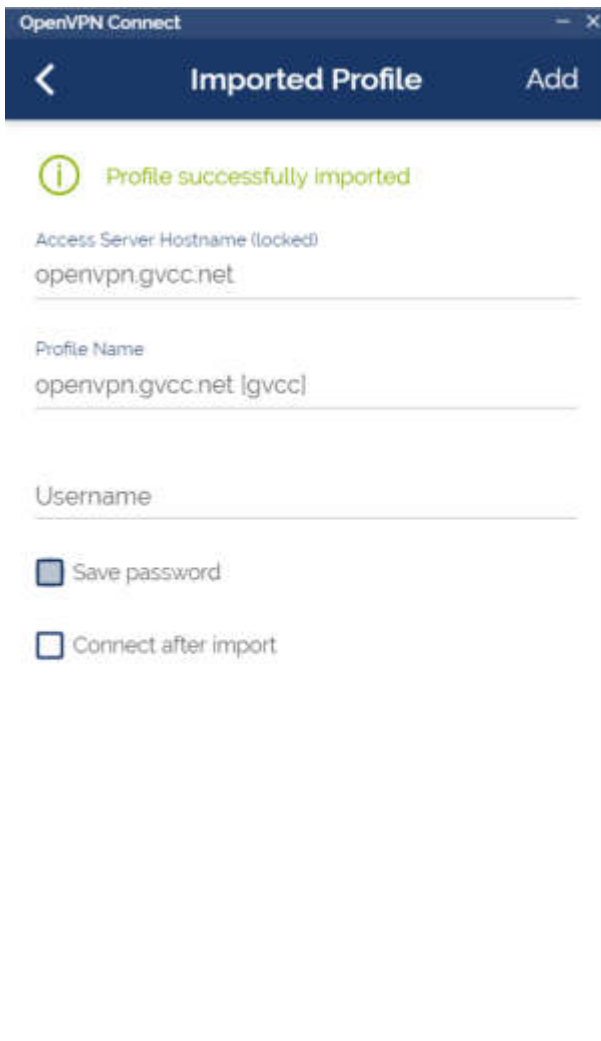 OpenVPN Connect
Imported Profile Add
Profile successfully imported
Access Server Hostname (locked)
openvpn.gvcc.net
Profile Name
openvpn.gvcc.net [gvcc]
Username
Save password
Connect after import